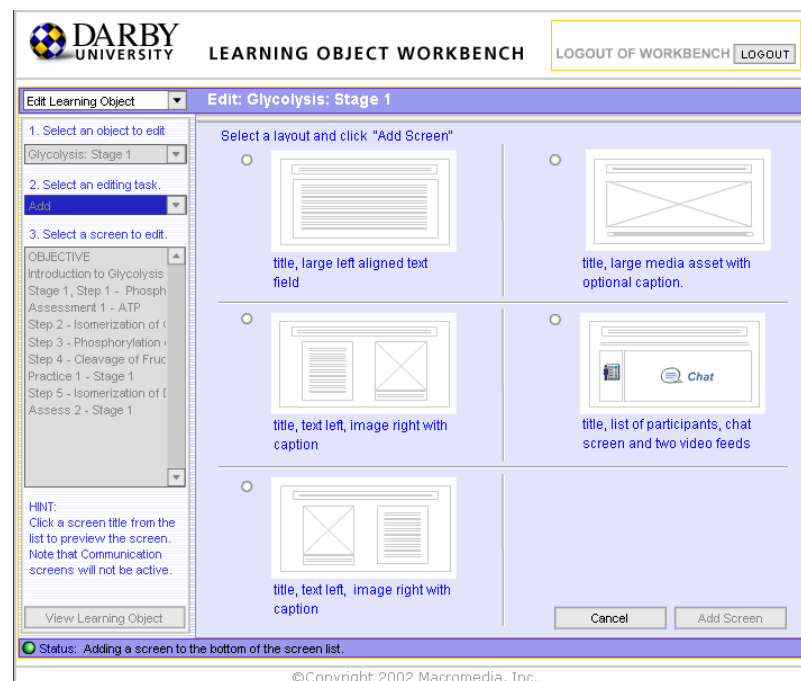 DARBY
UNIVERSITY
LEARNING OBJECT WORKBENCH
LOGOUT OF WORKBENCH LOGOUT
Edit Learning Object
Edit: Glycolysis: Stage 1
1. Select an object to edit
Glycolysis: Stage 1
2. Select an editing task.
Add
3. Select a screen to edit.
OBJECTIVE
Introduction to Glycolysis
Stage 1, Step 1 - Phosph
Assessment 1 - ATP
Step 2 - Isomerization of
Step 3 - Phosphorylation
Step 4 - Cleavage of Fruc
Practice 1 - Stage 1
Step 5 - Isomerization of
Assess 2 - Stage 1
HINT:
Click a screen title from the
list to preview the screen.
Note that Communication
screens will not be active.
View Learning Object
Select a layout and click "Add Screen"
title, large left aligned text
field
title, large media asset with
optional caption.
title, text left, image right with
caption
Chat
title, list of participants, chat
screen and two video feeds
title, text left, image right with
caption
Cancel
Add Screen
Status: Adding a screen to the bottom of the screen list.
©Copyright 2002 Macromedia, Inc.